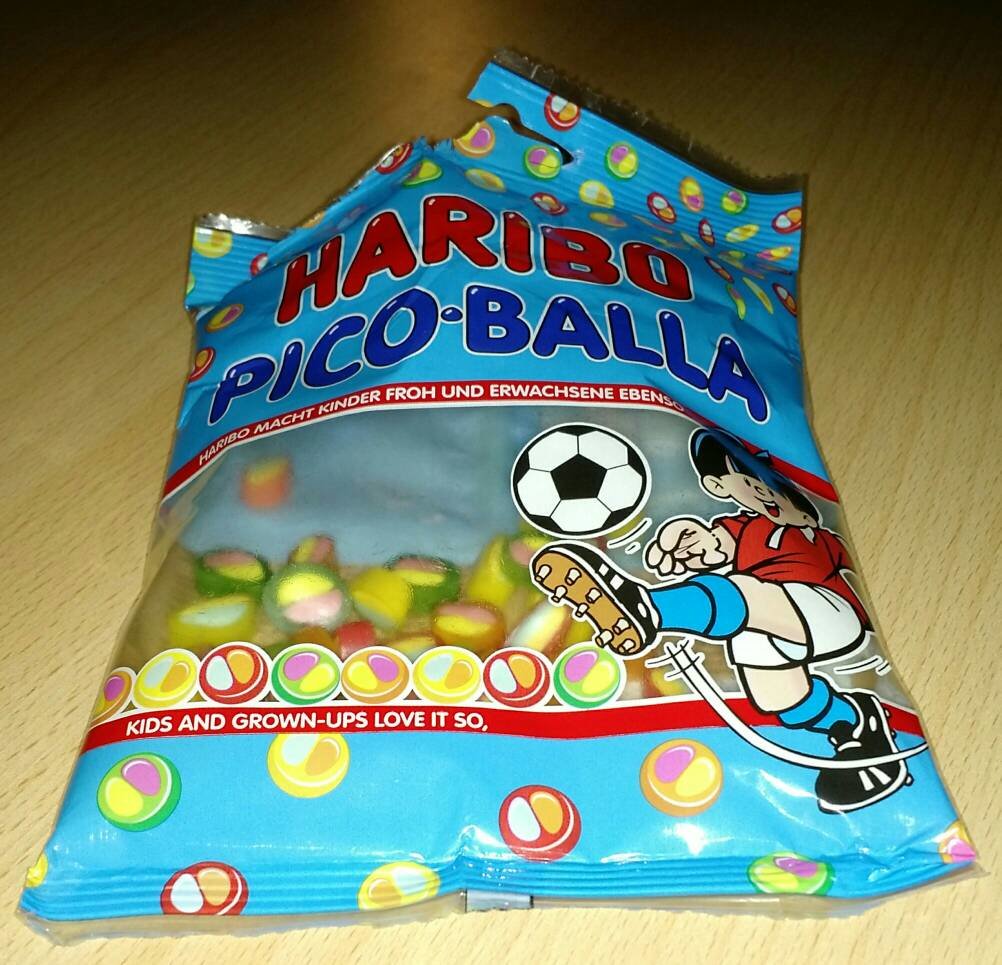 HARIBO
PICO·BALLA
HARIBO MACHT KINDER FROH UND ERWACHSENE EBENSO
KIDS AND GROWN-UPS LOVE IT SO,